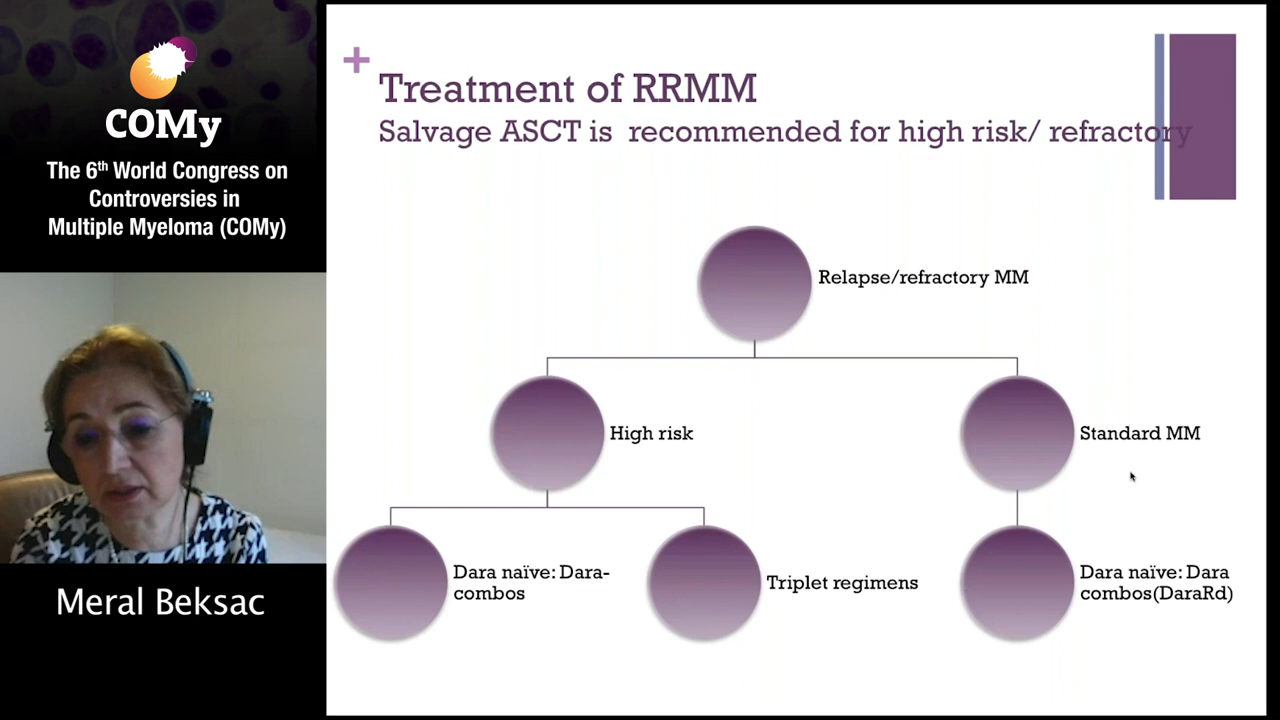 COMy
The 6th World Congress on
Controversies in
Multiple Myeloma (COMy)
Meral Beksac
+
Treatment of RRMM
Salvage ASCT is recommended for high risk/ refractory
Relapse/refractory MM
High risk
Standard MM
Dara naïve: Dara-
combos
Triplet regimens
Dara naïve: Dara
combos(DaraRd)